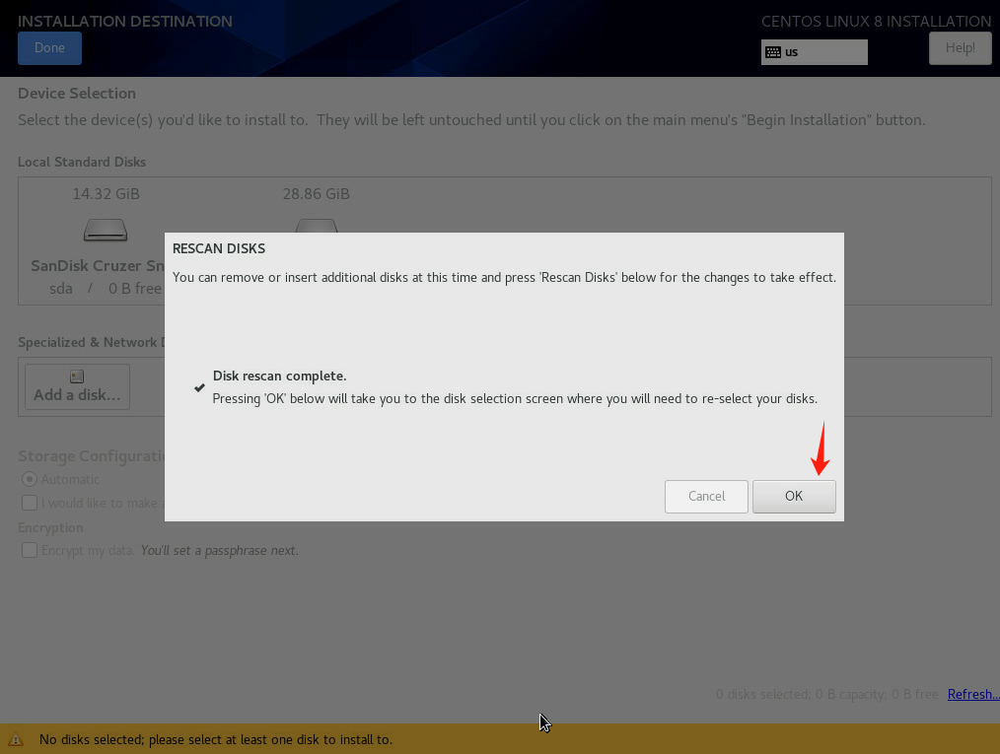 INSTALLATION DESTINATION
CENTOS LINUX 8 INSTALLATION
Done
us
Help!
Device Selection
Select the device(s) you'd like to install to.  They will be left untouched until you click on the main menu's "Begin Installation" button.
Local Standard Disks
14.32 GiB
28.86 GiB
SanDisk Cruzer Sn
sda / 0 B free
RESCAN DISKS
You can remove or insert additional disks at this time and press 'Rescan Disks' below for the changes to take effect.
Disk rescan complete.
Pressing 'OK' below will take you to the disk selection screen where you will need to re-select your disks.
Cancel
OK
Specialized & Network
Add a disk...
Storage Configurati
Automatic
I would like to make
Encryption
Encrypt my data. You'll set a passphrase next.
0 disks selected; 0 B capacity; 0 B free
Refresh...
No disks selected; please select at least one disk to install to.